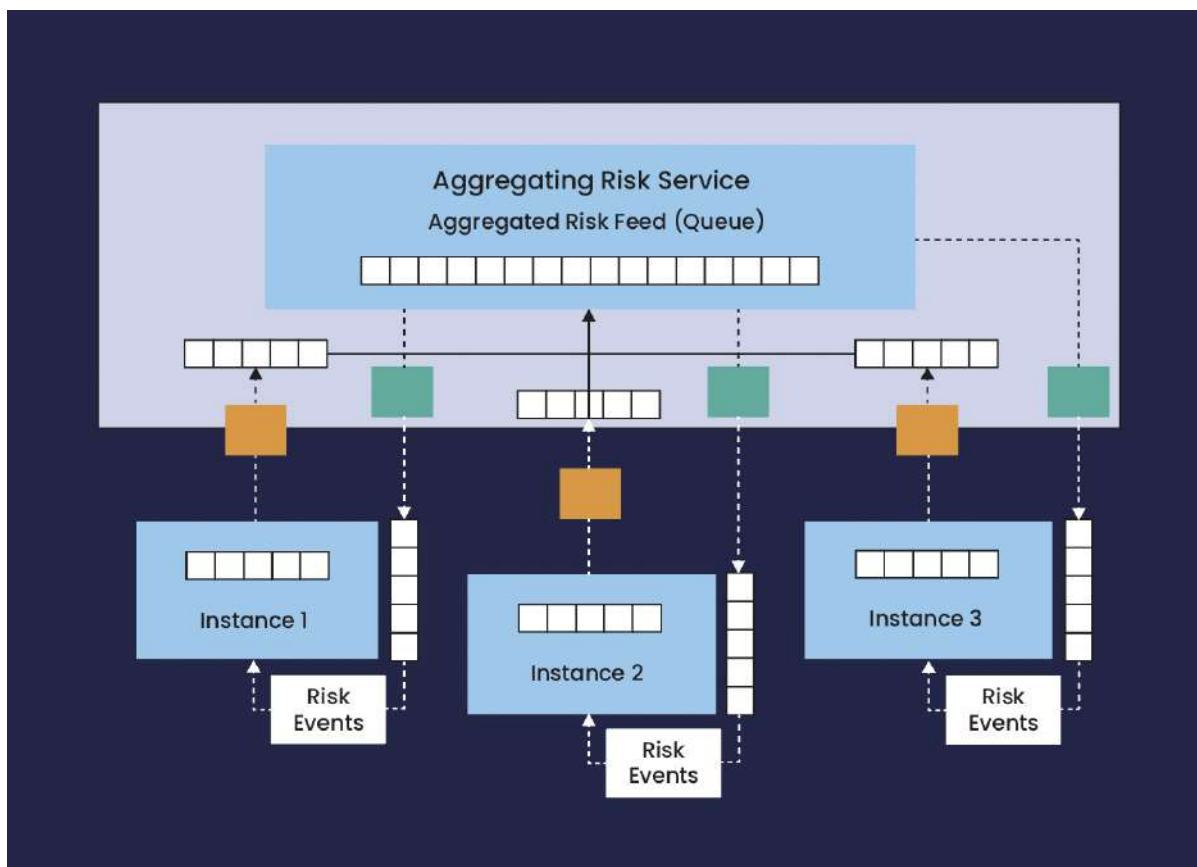 Aggregating Risk Service
Aggregated Risk Feed (Queue)
Instance 1
Instance 2
Instance 3
Risk
Events
Risk
Events
Risk
Events